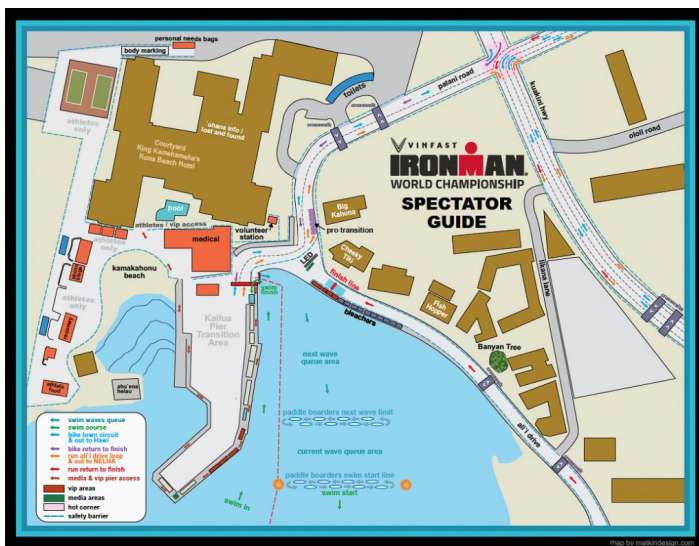 personal needs bags
body marking
toilets
palani road
kuakini hwy
crosswalk
crosswalk
athletes
only
'ohana info /
lost and found
Courtyard
King Kamehameha's
Kona Beach Hotel
ololi road
VINFAST
IRONMAN
WORLD CHAMPIONSHIP
SPECTATOR
GUIDE
pool
Big
Kahuna
athletes / vip access
volunteer
station
pro transition
athletes
only
medical
LED
Cheeky
Tiki
likana lane
kamakahonu
beach
swim
finish
finish line
athletes
only
Fish
Hopper
bleachers
Kailua
Pier
Transition
Area
recovery
Banyan Tree
next wave
queue area
athlete
food
ahu'ena
heiau
paddle boarders next wave limit
ali'i drive
current wave queue area
paddle boarders swim start line
swim start
swim in
swim waves queue
swim course
bike town circuit
& out to Hawi
bike return to finish
run ali'i drive loop
& out to NELHA
run return to finish
media & vip pier access
vip areas
media areas
hot corner
safety barrier
Map by matkindesign.com